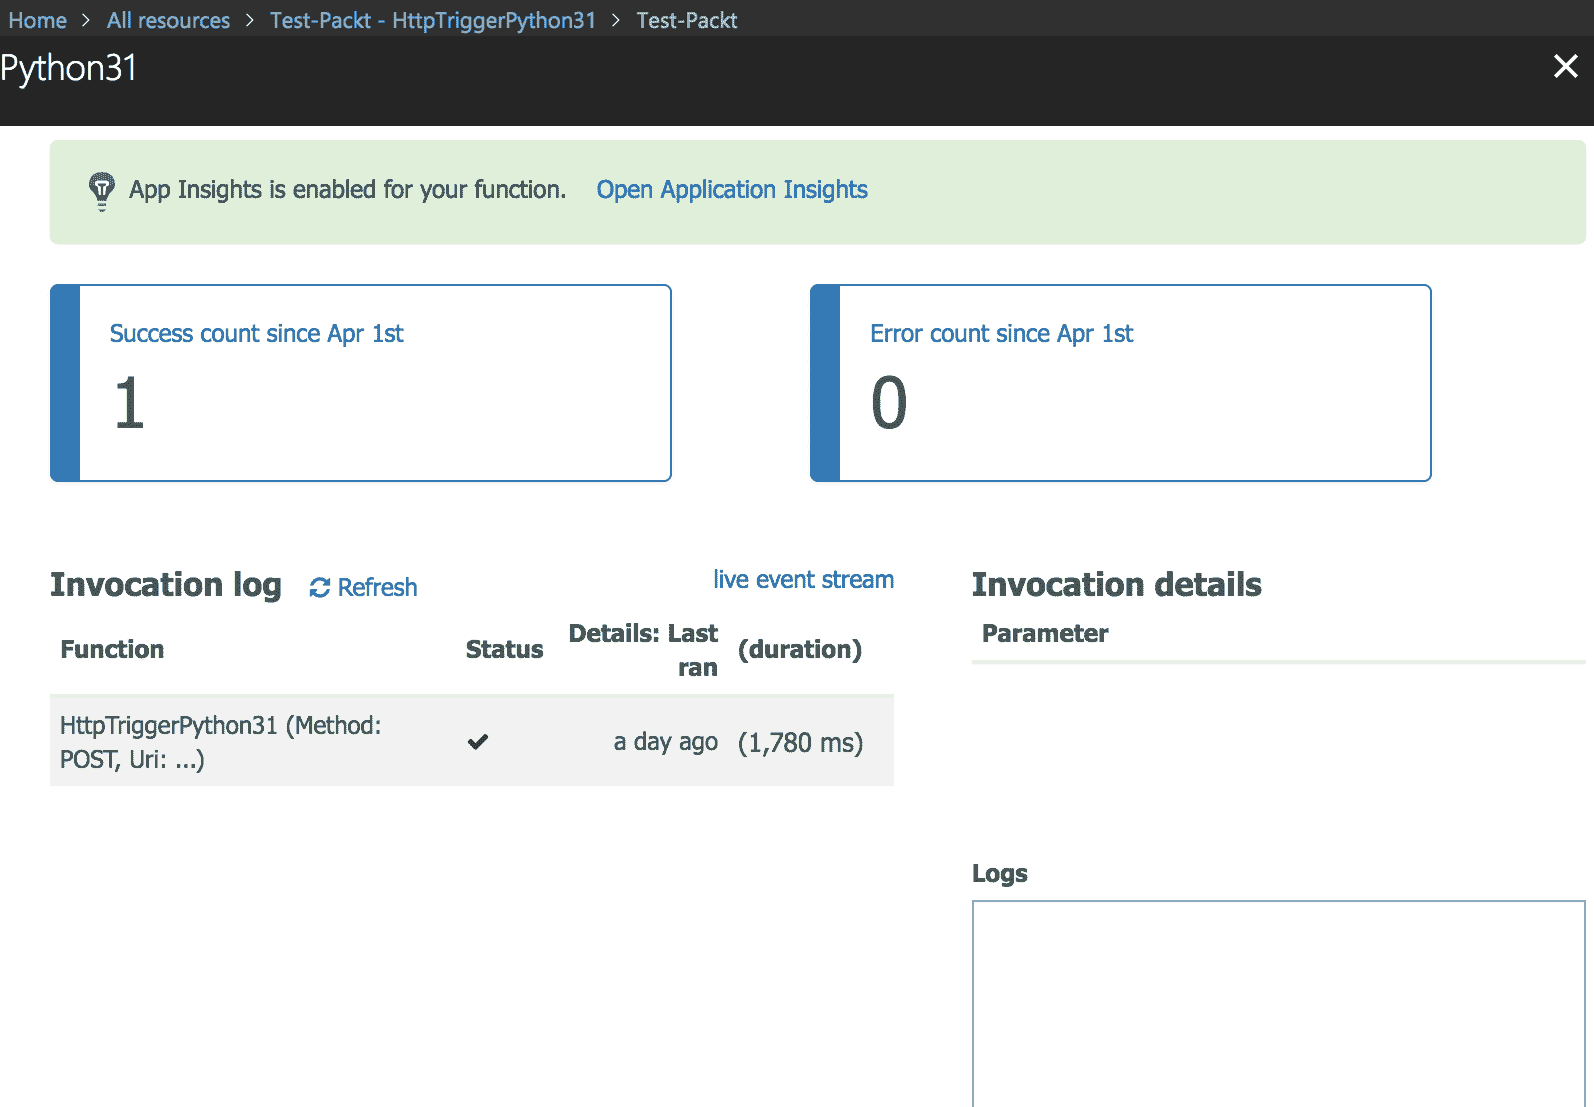 Home > All resources > Test-Packt - HttpTriggerPython31 > Test-Packt
Python31
App Insights is enabled for your function. Open Application Insights
Success count since Apr 1st
1
Error count since Apr 1st
0
Invocation log Refresh live event stream
Function Status Details: Last ran (duration)
HttpTriggerPython31 (Method:
POST, Uri: ...)
a day ago (1,780 ms)
Invocation details
Parameter
Logs